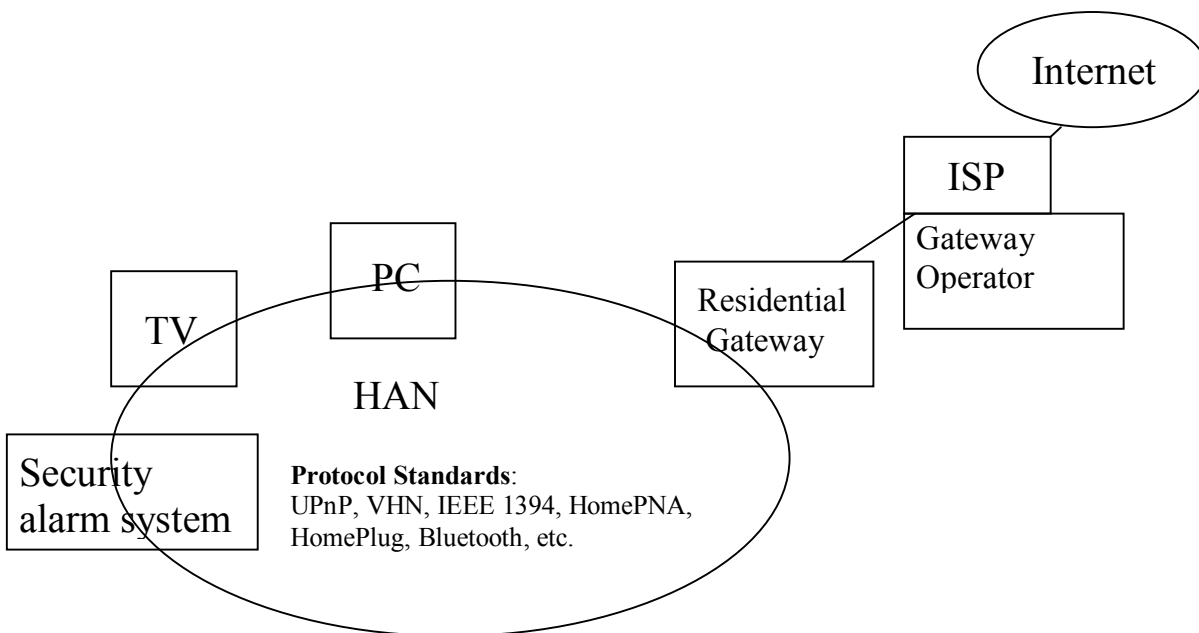 Internet
ISP
Gateway
Operator
PC
Residential
Gateway
TV
HAN
Security
alarm system
Protocol Standards:
UPnP, VHN, IEEE 1394, HomePNA,
HomePlug, Bluetooth, etc.